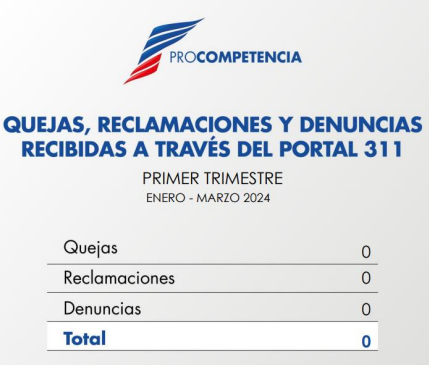 PROCOMPETENCIA
QUEJAS, RECLAMACIONES Y DENUNCIAS
RECIBIDAS A TRAVÉS DEL PORTAL 311
PRIMER TRIMESTRE
ENERO - MARZO 2024
Quejas 0
Reclamaciones 0
Denuncias 0
Total 0